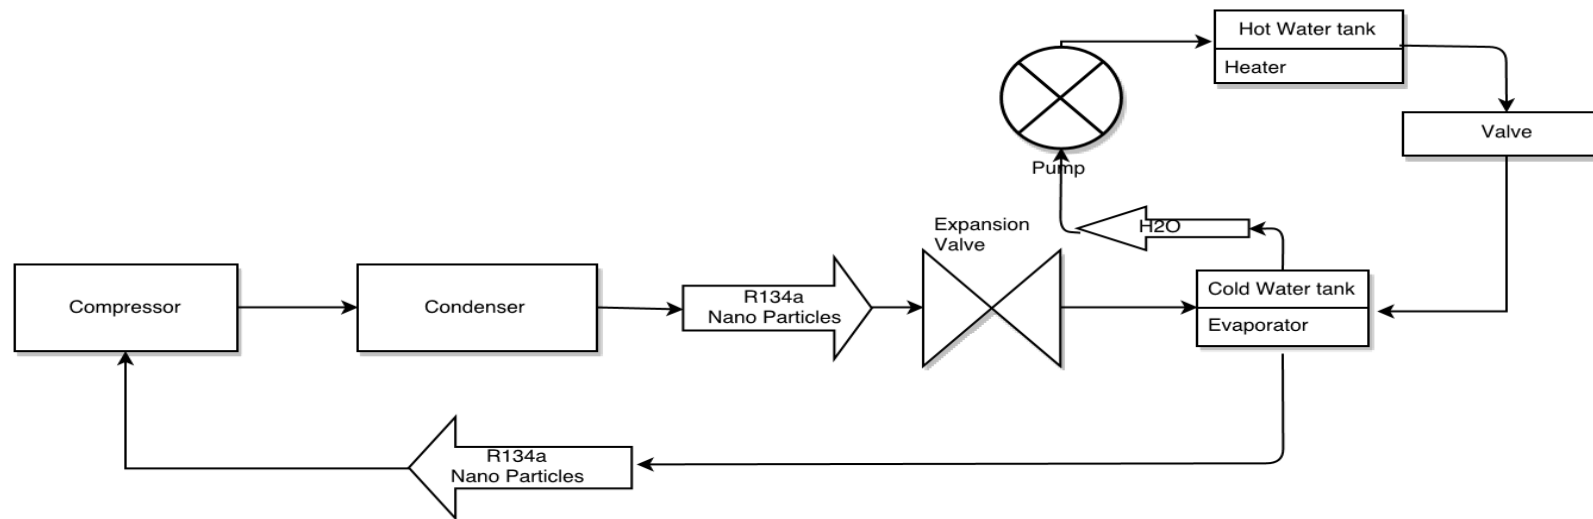 Hot Water tank
Heater
Valve
Pump
H2O
Expansion
Valve
Cold Water tank
Evaporator
Compressor
Condenser
R134a
Nano Particles
R134a
Nano Particles